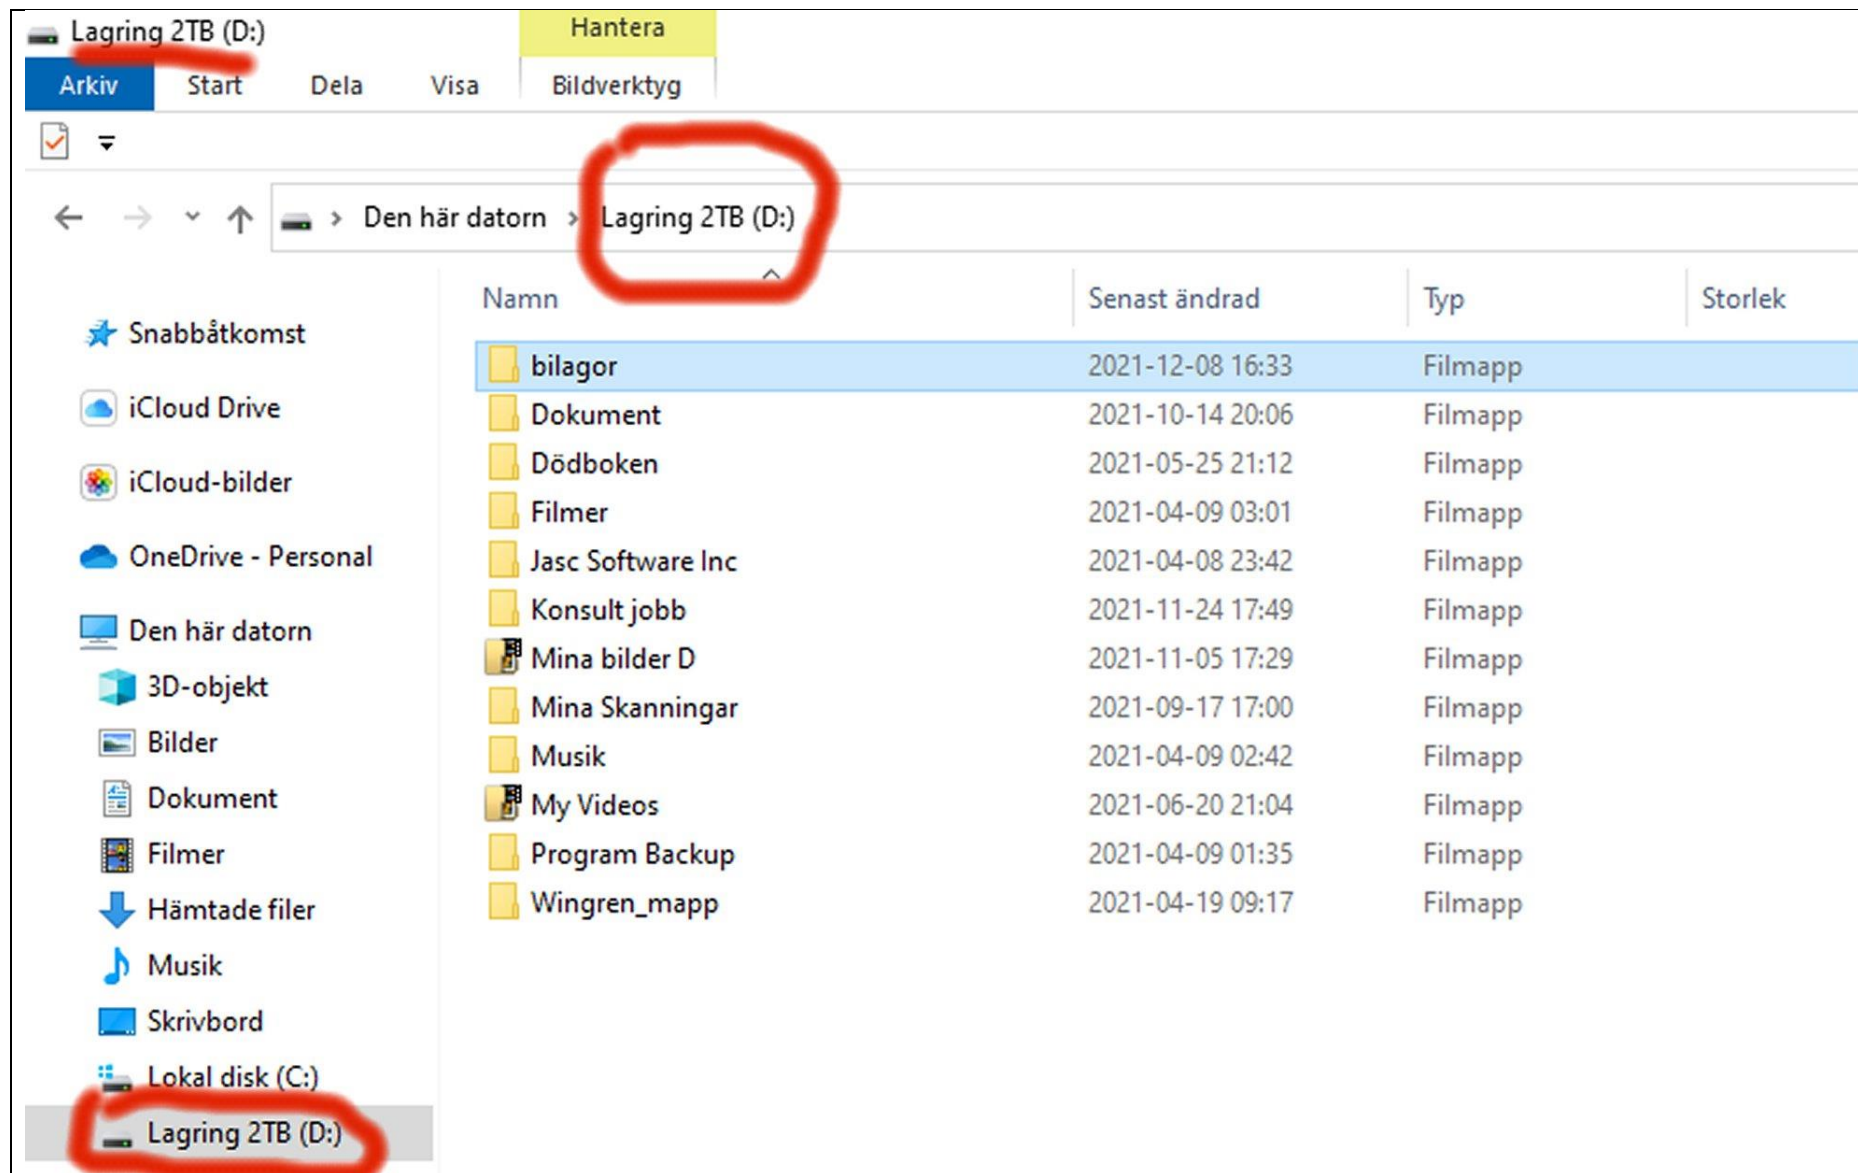 Lagring 2TB (D:)
Hantera
Arkiv Start Dela Visa Bildverktyg
Den här datorn Lagring 2TB (D:)
Namn Senast ändrad Typ Storlek
Snabbåtkomst
iCloud Drive
iCloud-bilder
OneDrive - Personal
Den här datorn
3D-objekt
Bilder
Dokument
Filmer
Hämtade filer
Musik
Skrivbord
Lokal disk (C:)
Lagring 2TB (D:)
bilagor 2021-12-08 16:33 Filmapp
Dokument 2021-10-14 20:06 Filmapp
Dödboken 2021-05-25 21:12 Filmapp
Filmer 2021-04-09 03:01 Filmapp
Jasc Software Inc 2021-04-08 23:42 Filmapp
Konsult jobb 2021-11-24 17:49 Filmapp
Mina bilder D 2021-11-05 17:29 Filmapp
Mina Skanningar 2021-09-17 17:00 Filmapp
Musik 2021-04-09 02:42 Filmapp
My Videos 2021-06-20 21:04 Filmapp
Program Backup 2021-04-09 01:35 Filmapp
Wingren_mapp 2021-04-19 09:17 Filmapp